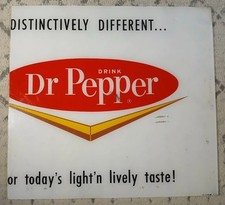 DISTINCTIVELY DIFFERENT...
DRINK
Dr Pepper
or today's light'n lively taste!